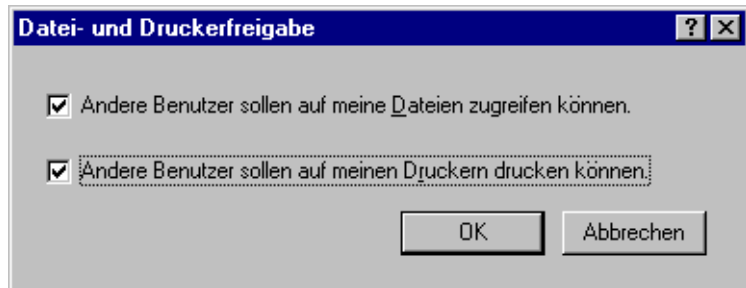 Datei- und Druckerfreigabe
Andere Benutzer sollen auf meine Dateien zugreifen können.
Andere Benutzer sollen auf meinen Druckern drucken können.
OK Abbrechen